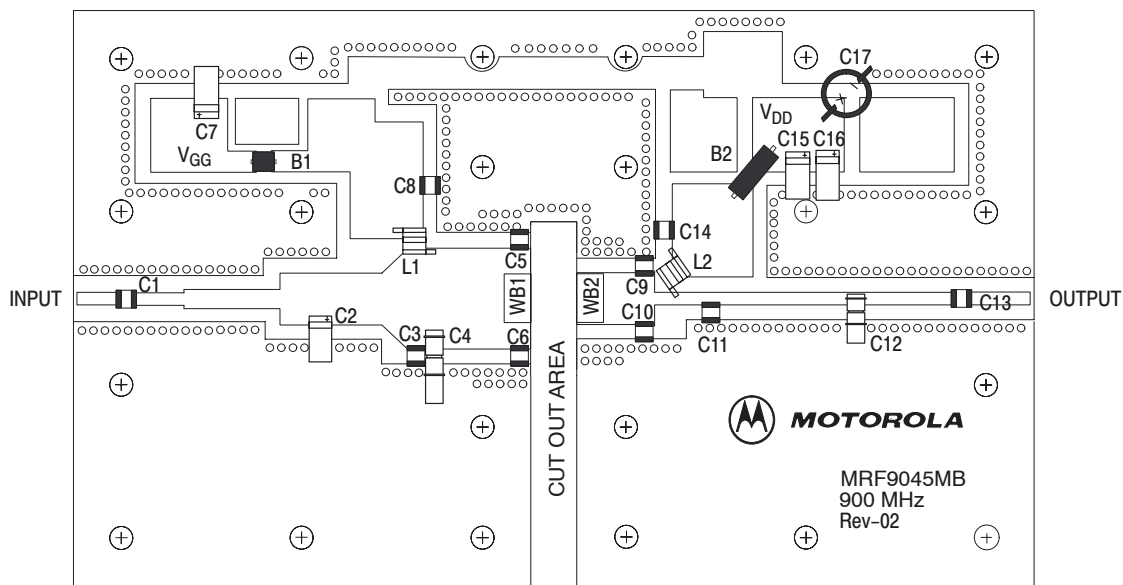 C17
C7
VGG
B1
VDD
C15
C16
B2
C8
C14
L1
C5
C9
L2
INPUT
C1
WB1
WB2
C13
OUTPUT
C2
C3
C4
C6
C10
C11
C12
CUT OUT AREA
MOTOROLA
MRF9045MB
900 MHz
Rev−02